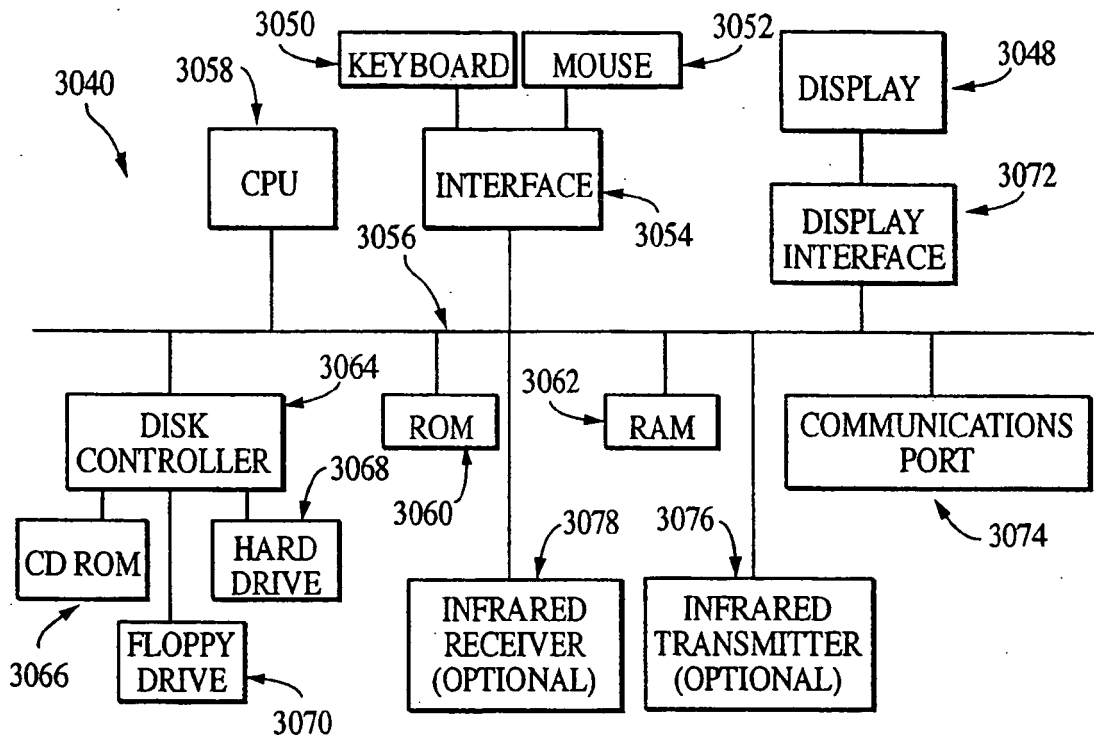 3050
KEYBOARD
MOUSE
3052
3058
3048
3040
DISPLAY
CPU
INTERFACE
3072
3054
DISPLAY
INTERFACE
3056
3064
3062
DISK
CONTROLLER
ROM
RAM
COMMUNICATIONS
PORT
3068
3060
3078
3076
3074
CD ROM
HARD
DRIVE
INFRARED
RECEIVER
(OPTIONAL)
INFRARED
TRANSMITTER
(OPTIONAL)
3066
FLOPPY
DRIVE
3070